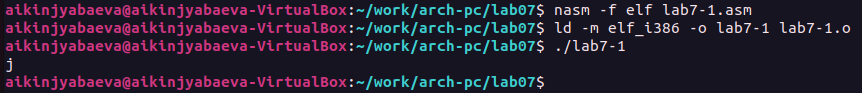 aikinjyabaeva@aikinjyabaeva-VirtualBox:~/work/arch-pc/lab07$ nasm -f elf lab7-1.asm
aikinjyabaeva@aikinjyabaeva-VirtualBox:~/work/arch-pc/lab07$ ld -m elf_i386 -o lab7-1 lab7-1.o
aikinjyabaeva@aikinjyabaeva-VirtualBox:~/work/arch-pc/lab07$ ./lab7-1
j
aikinjyabaeva@aikinjyabaeva-VirtualBox:~/work/arch-pc/lab07$